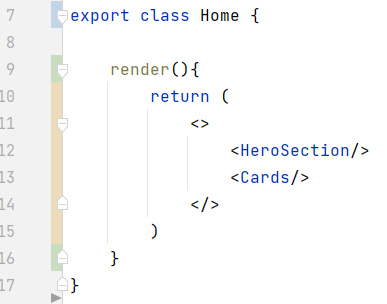 7 export class Home {
8
9     render(){
10         return (
11             <>
12                 <HeroSection/>
13                 <Cards/>
14             </>
15         )
16     }
17 }